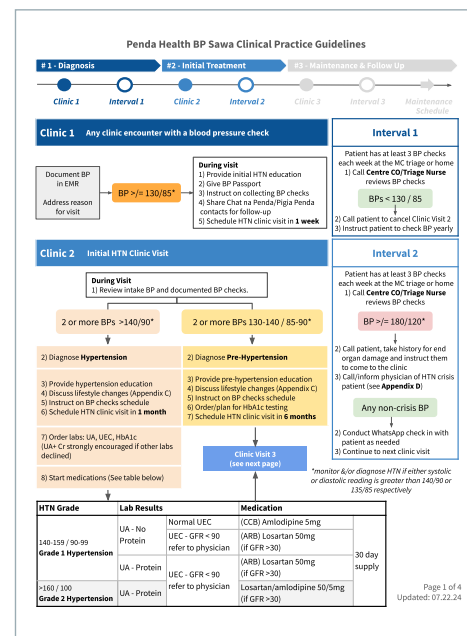 Penda Health BP Sawa Clinical Practice Guidelines
# 1 - Diagnosis
#2 - Initial Treatment
#3 - Maintenance & Follow Up
Clinic 1
Interval 1
Clinic 2
Interval 2
Clinic 3
Interval 3
Maintenance
Schedule
Clinic 1 Any clinic encounter with a blood pressure check
Document BP
in EMR
Address reason
for visit
BP >/= 130/85*
During visit
1) Provide initial HTN education
2) Give BP Passport
3) Instruct on collecting BP checks
4) Share Chat na Penda/Pigia Penda
contacts for follow-up
5) Schedule HTN clinic visit in 1 week
Interval 1
Patient has at least 3 BP checks
each week at the MC triage or home
1) Call Centre CO/Triage Nurse
reviews BP checks
BPs < 130 / 85
2) Call patient to cancel Clinic Visit 2
3) Instruct patient to check BP yearly
Clinic 2 Initial HTN Clinic Visit
During Visit
1) Review intake BP and documented BP checks.
2 or more BPs >140/90*
2) Diagnose Hypertension
3) Provide hypertension education
4) Discuss lifestyle changes (Appendix C)
5) Instruct on BP checks schedule
6) Schedule HTN clinic visit in 1 month
7) Order labs: UA, UEC, HbA1c
(UA+ Cr strongly encouraged if other labs
declined)
8) Start medications (See table below)
2 or more BPs 130-140 / 85-90*
2) Diagnose Pre-Hypertension
3) Provide pre-hypertension education
4) Discuss lifestyle changes (Appendix C)
5) Instruct on BP checks schedule
6) Order/plan for HbA1c testing
7) Schedule HTN clinic visit in 6 months
Clinic Visit 3
(see next page)
Interval 2
Patient has at least 3 BP checks
each week at the MC triage or home
1) Call Centre CO/Triage Nurse
reviews BP checks
BP >/= 180/120*
2) Call patient, take history for end
organ damage and instruct them
to come to the clinic
3) Call/inform physician of HTN crisis
patient (see Appendix D)
Any non-crisis BP
2) Conduct WhatsApp check in with
patient as needed
3) Continue to next clinic visit
*monitor &/or diagnose HTN if either systolic
or diastolic reading is greater than 140/90 or
135/85 respectively
HTN Grade
Lab Results
Medication
140-159 / 90-99
Grade 1 Hypertension
UA - No
Protein
Normal UEC
(CCB) Amlodipine 5mg
UEC - GFR < 90
refer to physician
(ARB) Losartan 50mg
(if GFR >30)
UA - Protein
UEC - GFR < 90
refer to physician
(ARB) Losartan 50mg
(if GFR >30)
>160 / 100
Grade 2 Hypertension
UA - Protein
Losartan/amlodipine 50/5mg
(if GFR >30)
30 day
supply
Page 1 of 4
Updated: 07.22.24